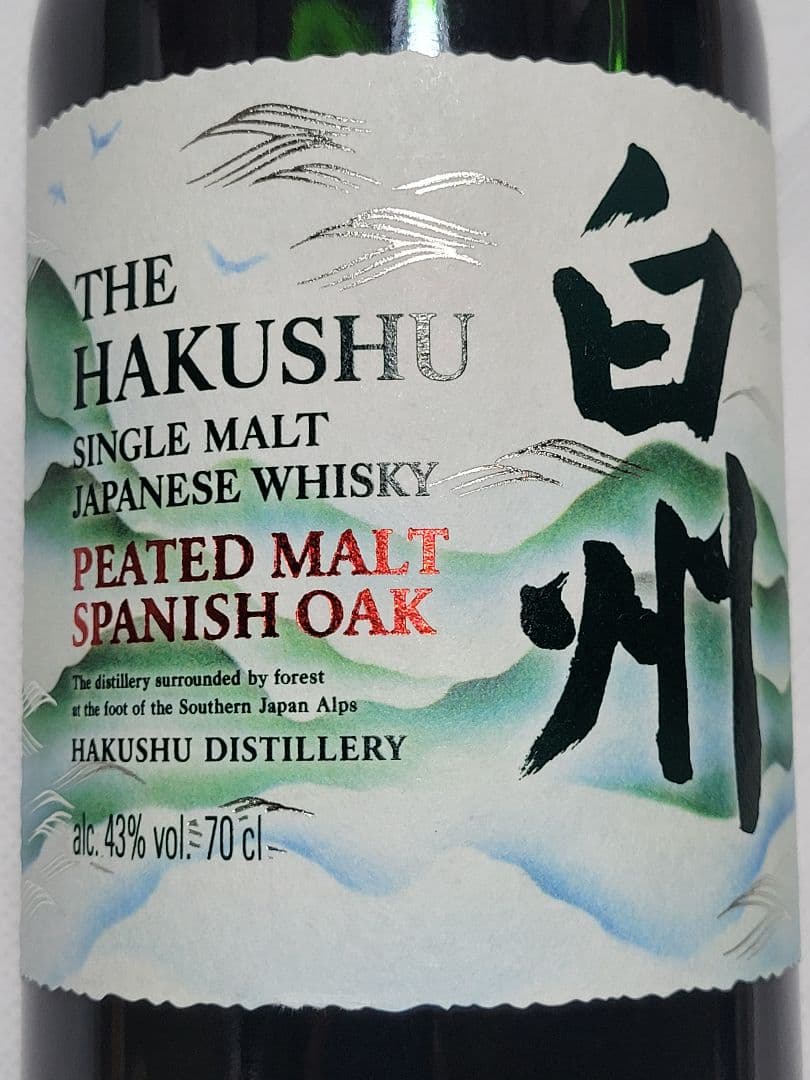 THE
HAKUSHU
SINGLE MALT
JAPANESE WHISKY
PEATED MALT
SPANISH OAK
The distillery surrounded by forest
at the foot of the Southern Japan Alps
HAKUSHU DISTILLERY
alc. 43% vol. 70 cl
白州